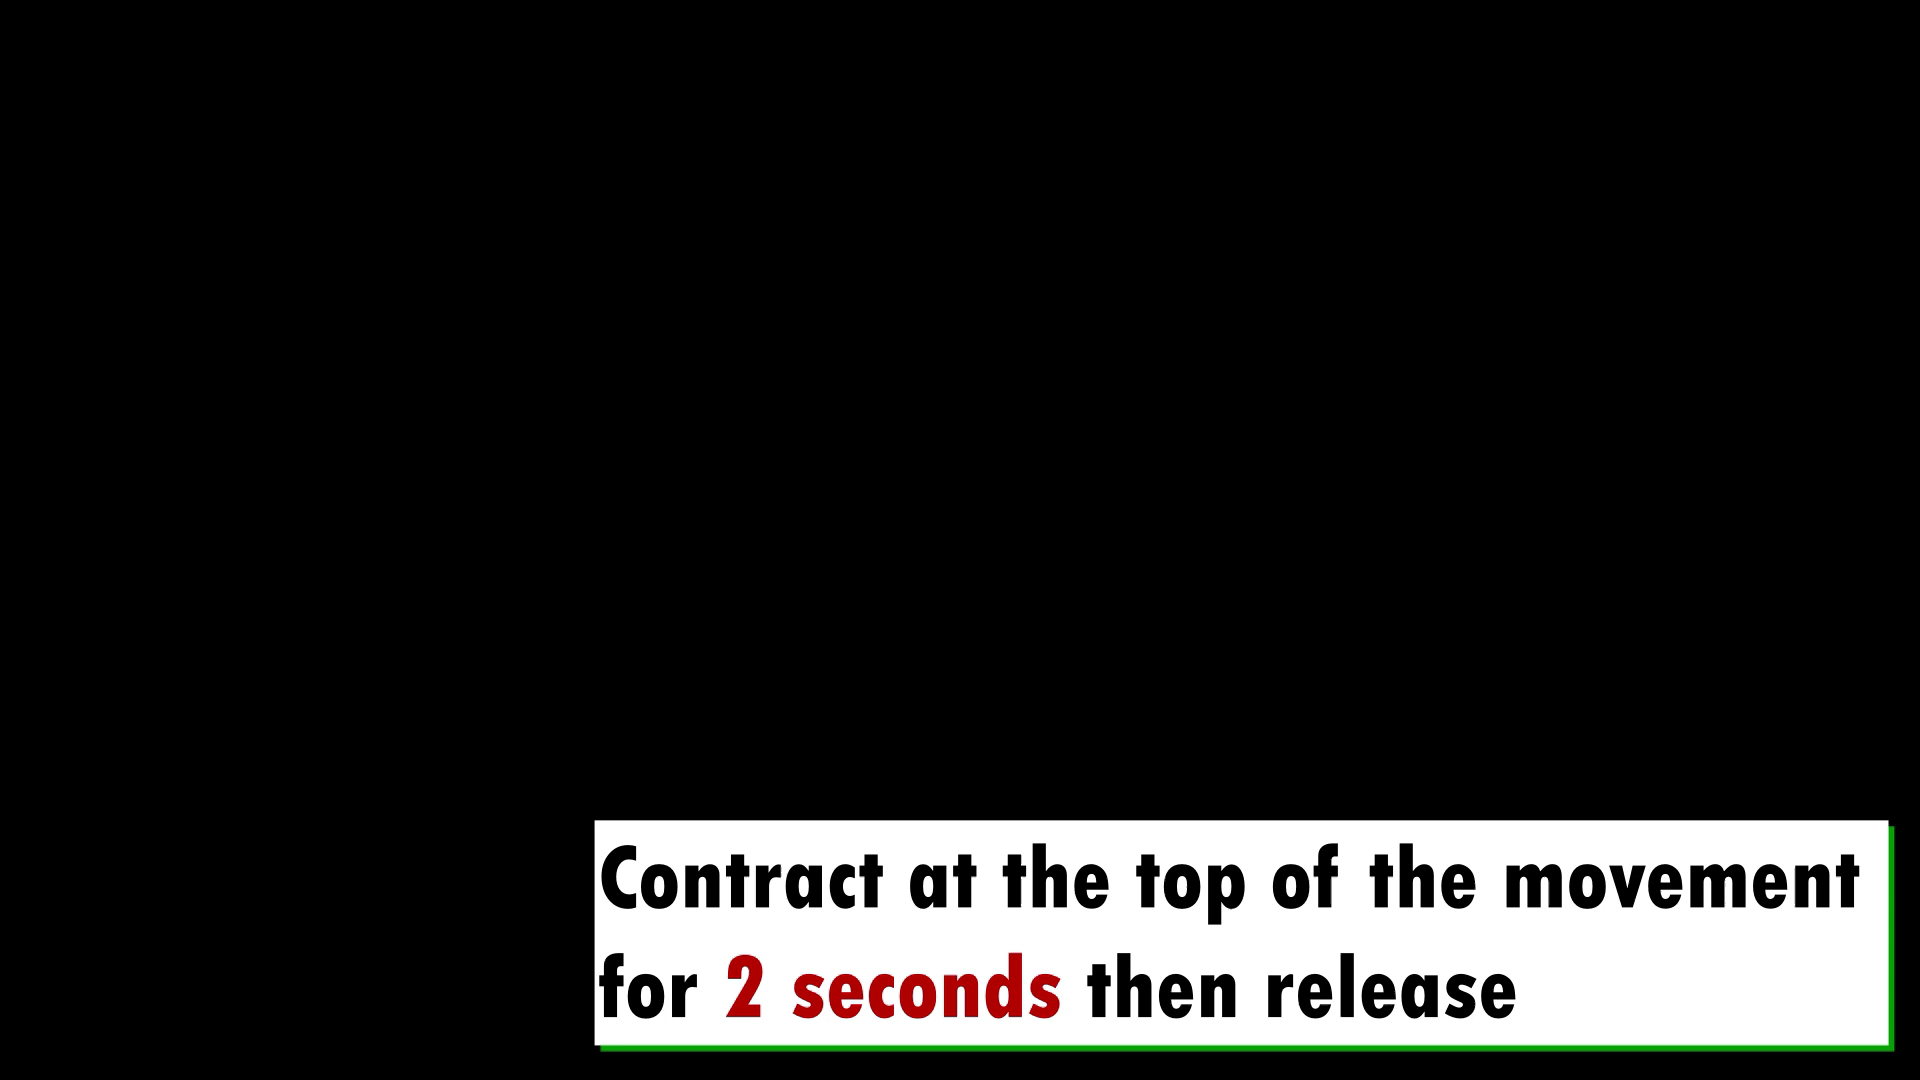 Contract at the top of the movement
for 2 seconds then release